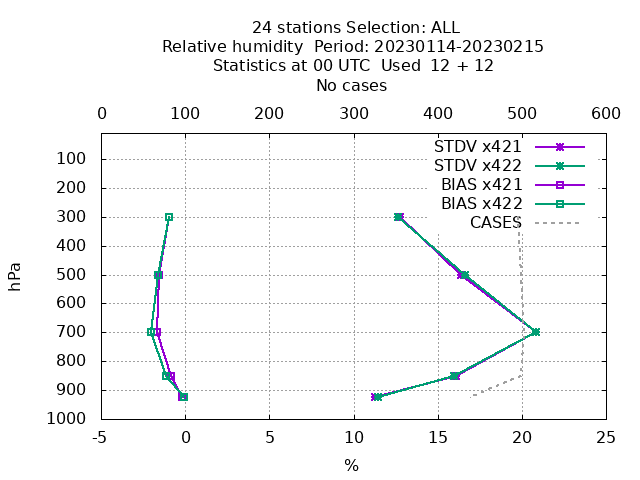 24 stations Selection: ALL
Relative humidity  Period: 20230114-20230215
Statistics at 00 UTC  Used  12 + 12
No cases
0 100 200 300 400 500 600
STDV x421
STDV x422
BIAS x421
BIAS x422
CASES
100
200
300
400
500
600
700
800
900
1000
hPa
-5 0 5 10 15 20 25
%